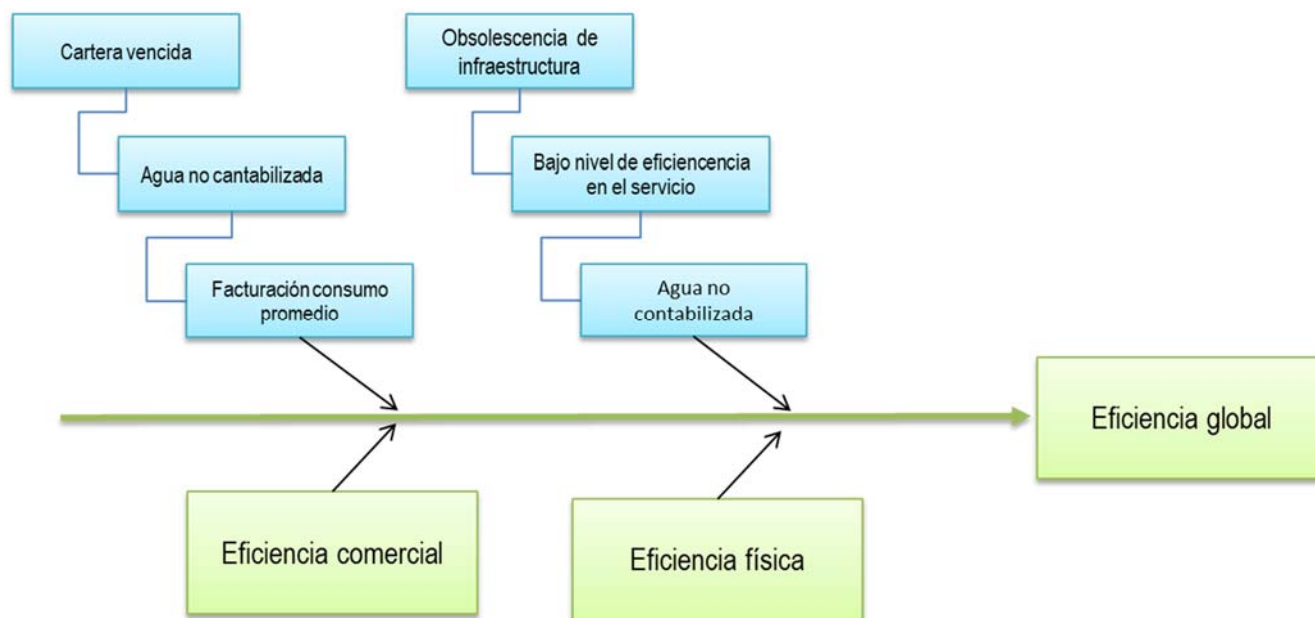 Cartera vencida
Obsolescencia de
infraestructura
Agua no cantabilizada
Bajo nivel de eficiencencia
en el servicio
Facturación consumo
promedio
Agua no
contabilizada
Eficiencia global
Eficiencia comercial
Eficiencia física